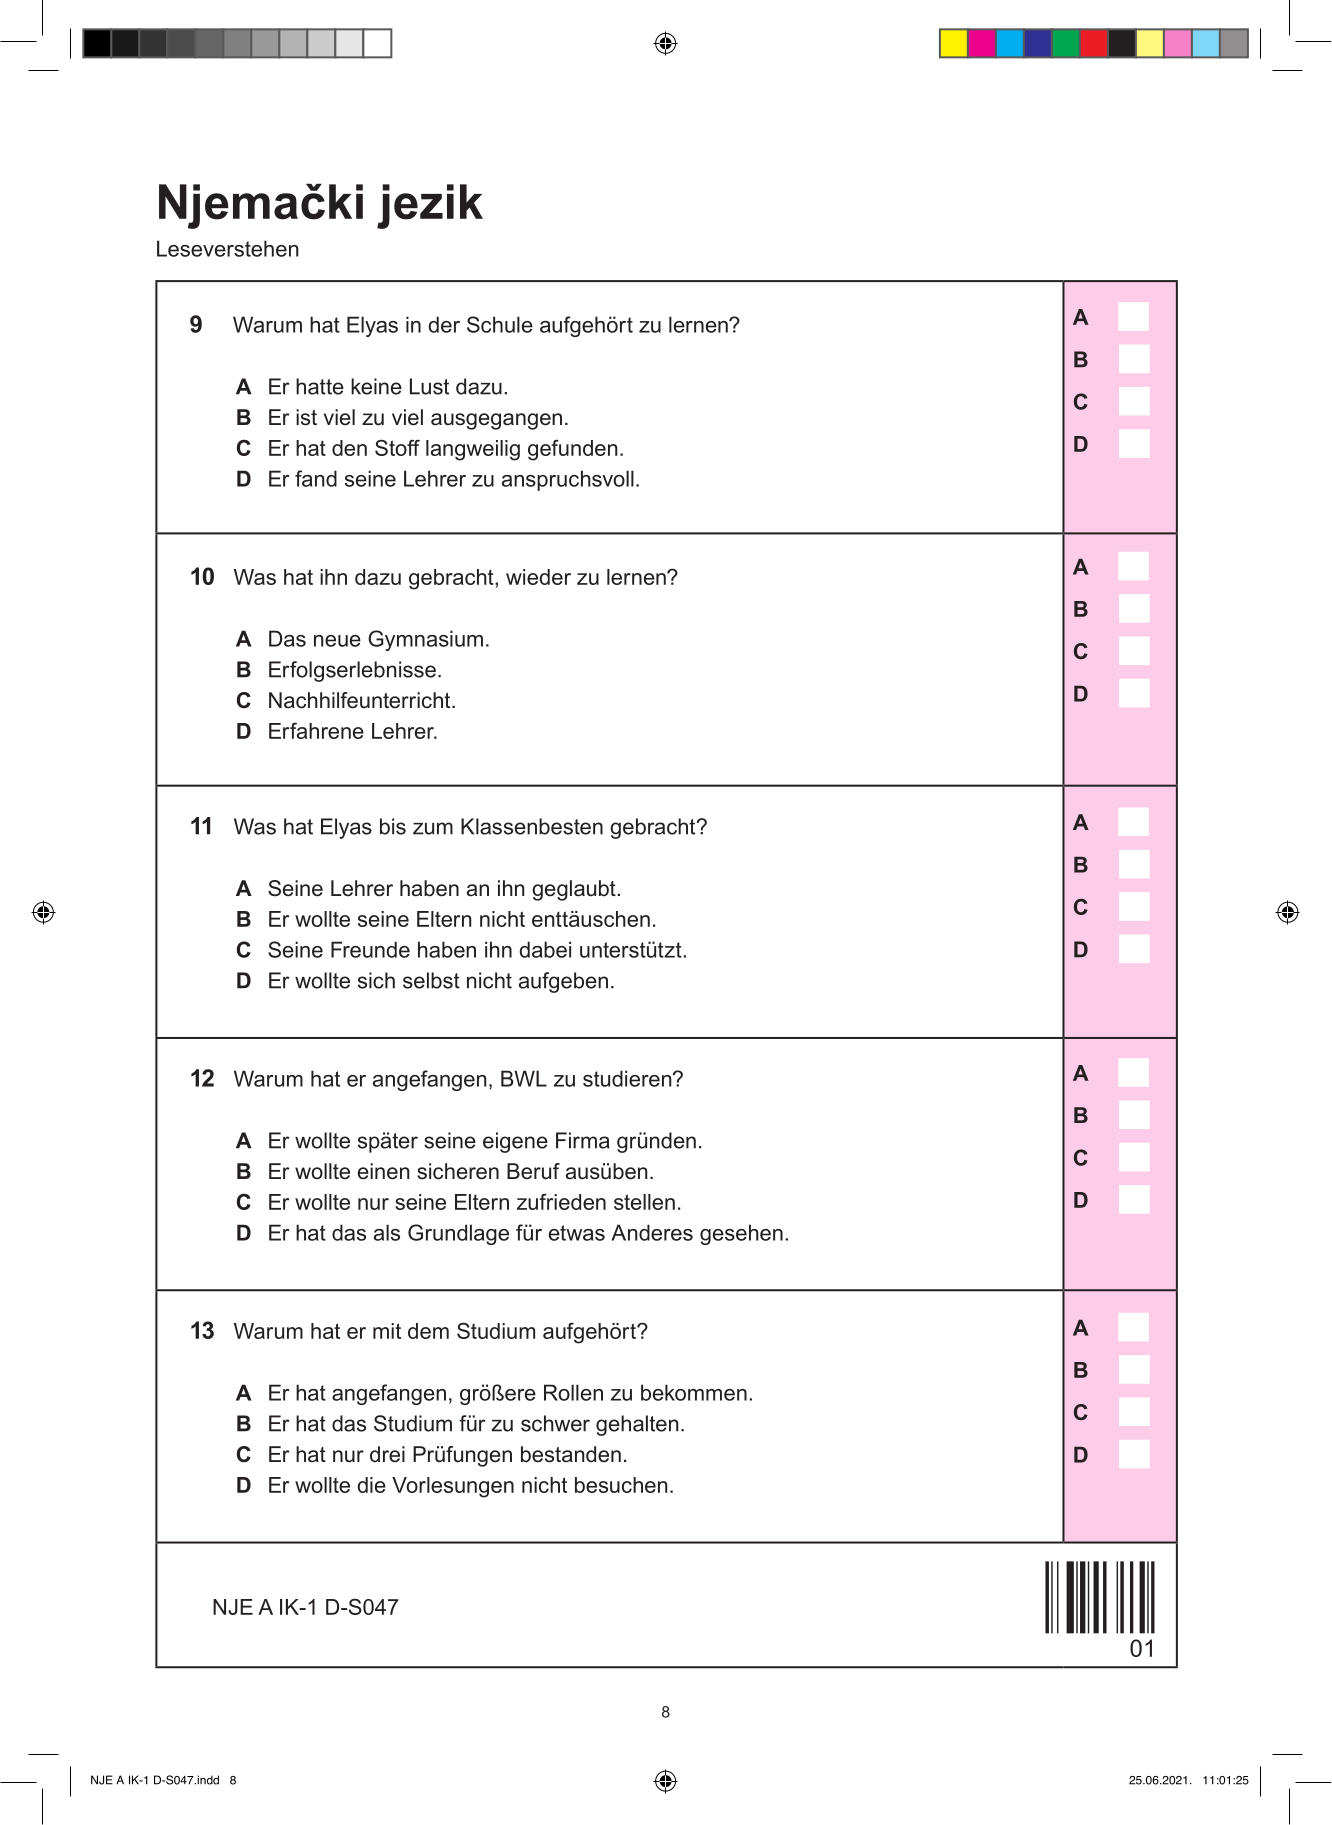 Njemački jezik
Leseverstehen
9 Warum hat Elyas in der Schule aufgehört zu lernen?
A Er hatte keine Lust dazu.
B Er ist viel zu viel ausgegangen.
C Er hat den Stoff langweilig gefunden.
D Er fand seine Lehrer zu anspruchsvoll.
A
B
C
D
10 Was hat ihn dazu gebracht, wieder zu lernen?
A Das neue Gymnasium.
B Erfolgserlebnisse.
C Nachhilfeunterricht.
D Erfahrene Lehrer.
A
B
C
D
11 Was hat Elyas bis zum Klassenbesten gebracht?
A Seine Lehrer haben an ihn geglaubt.
B Er wollte seine Eltern nicht enttäuschen.
C Seine Freunde haben ihn dabei unterstützt.
D Er wollte sich selbst nicht aufgeben.
A
B
C
D
12 Warum hat er angefangen, BWL zu studieren?
A Er wollte später seine eigene Firma gründen.
B Er wollte einen sicheren Beruf ausüben.
C Er wollte nur seine Eltern zufrieden stellen.
D Er hat das als Grundlage für etwas Anderes gesehen.
A
B
C
D
13 Warum hat er mit dem Studium aufgehört?
A Er hat angefangen, größere Rollen zu bekommen.
B Er hat das Studium für zu schwer gehalten.
C Er hat nur drei Prüfungen bestanden.
D Er wollte die Vorlesungen nicht besuchen.
A
B
C
D
NJE A IK-1 D-S047
01
8
NJE A IK-1 D-S047.indd 8
25.06.2021. 11:01:25